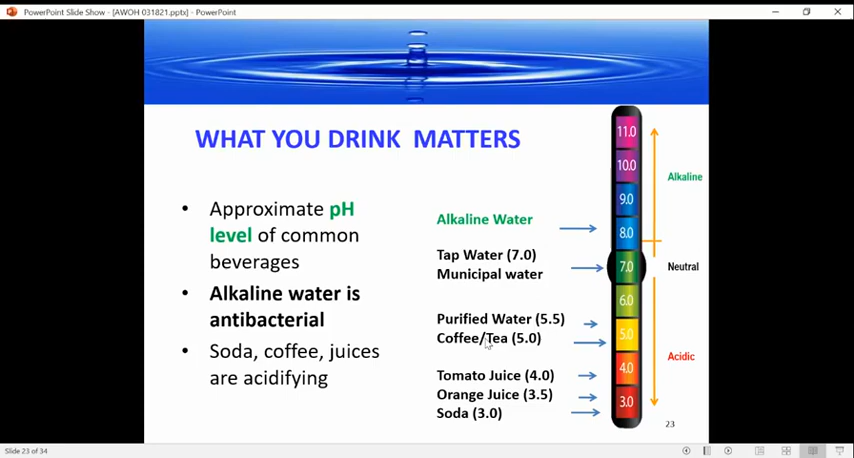 PowerPoint Slide Show - [AWOH 031821.pptx] - PowerPoint
WHAT YOU DRINK MATTERS
• Approximate pH
level of common
beverages
• Alkaline water is
antibacterial
• Soda, coffee, juices
are acidifying
Alkaline Water
Tap Water (7.0)
Municipal water
Purified Water (5.5)
Coffee/Tea (5.0)
Tomato Juice (4.0)
Orange Juice (3.5)
Soda (3.0)
11.0
10.0
9.0
8.0
7.0
6.0
5.0
4.0
3.0
Alkaline
Neutral
Acidic
23
Slide 23 of 34